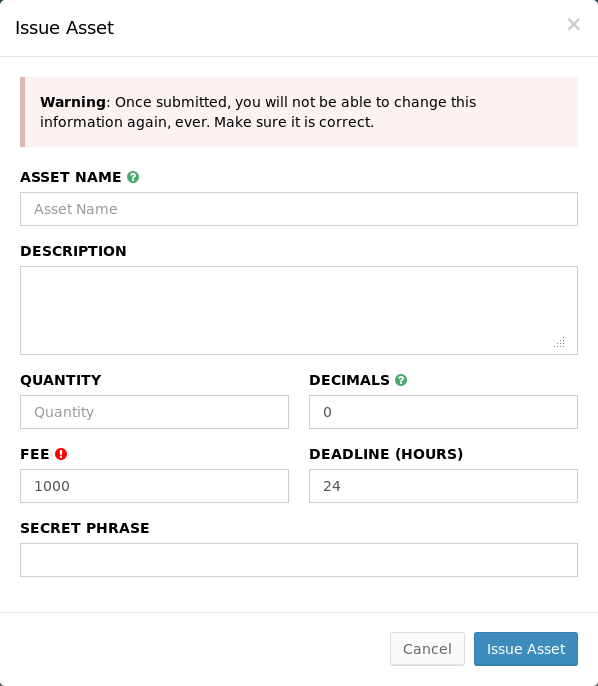 Issue Asset ×
Warning: Once submitted, you will not be able to change this
information again, ever. Make sure it is correct.
ASSET NAME ?
Asset Name
DESCRIPTION
QUANTITY DECIMALS ?
Quantity 0
FEE ! DEADLINE (HOURS)
1000 24
SECRET PHRASE
Cancel Issue Asset